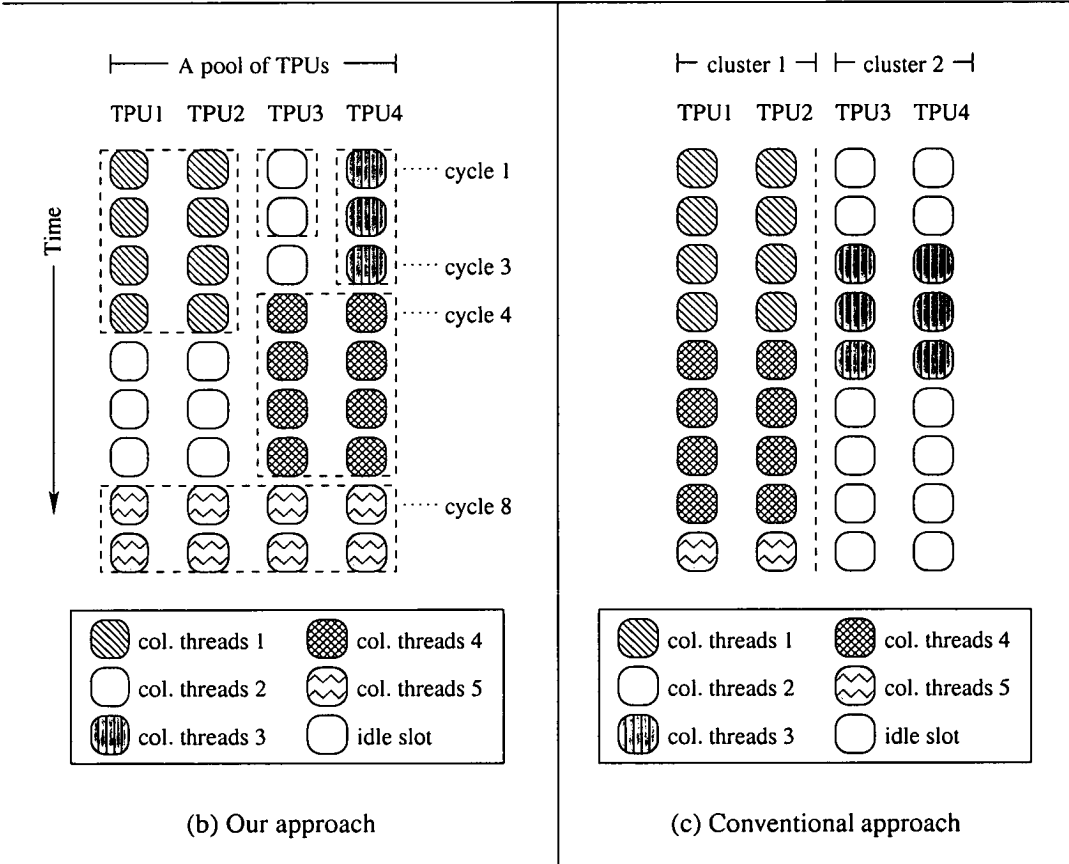 A pool of TPUs
TPU1 TPU2 TPU3 TPU4
cycle 1
cycle 3
cycle 4
cycle 8
Time
col. threads 1
col. threads 4
col. threads 2
col. threads 5
col. threads 3
idle slot
(b) Our approach
cluster 1 cluster 2
TPU1 TPU2 TPU3 TPU4
col. threads 1
col. threads 4
col. threads 2
col. threads 5
col. threads 3
idle slot
(c) Conventional approach